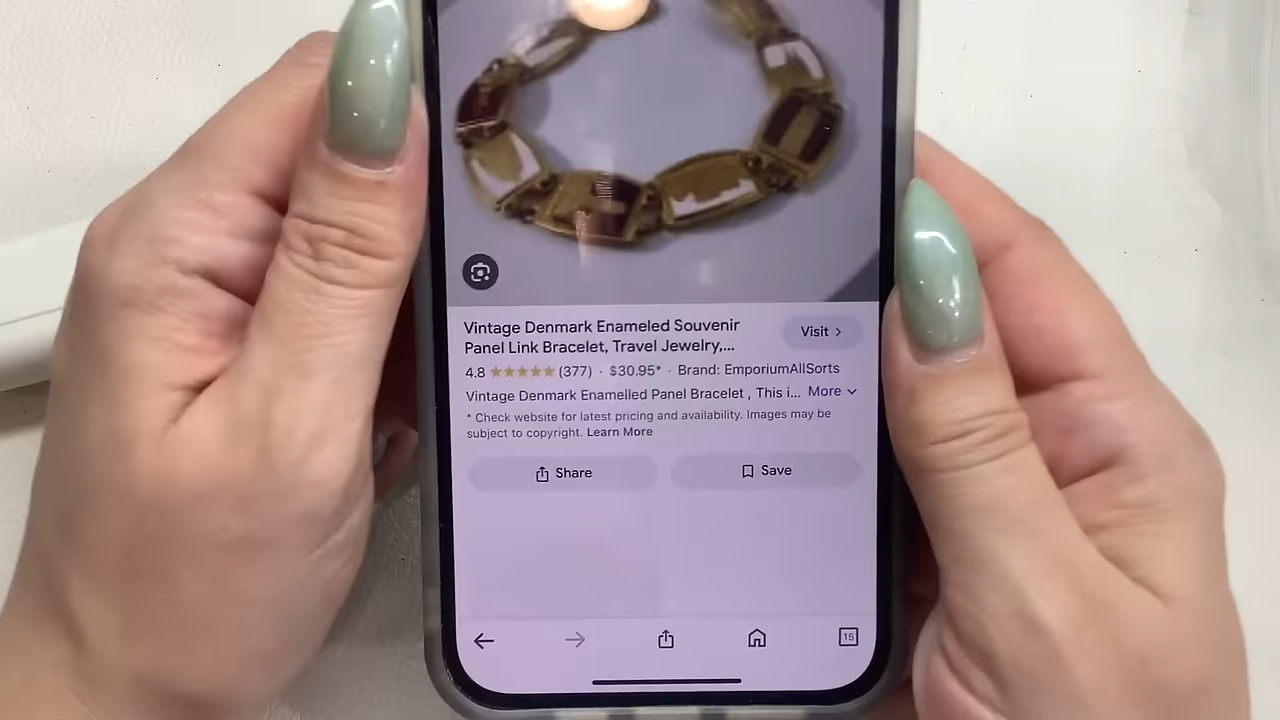 Vintage Denmark Enameled Souvenir
Panel Link Bracelet, Travel Jewelry,...
Visit >
4.8 ★★★★★ (377) · $30.95* · Brand: EmporiumAllSorts
Vintage Denmark Enamelled Panel Bracelet , This i... More
* Check website for latest pricing and availability. Images may be
subject to copyright. Learn More
Share
Save
15